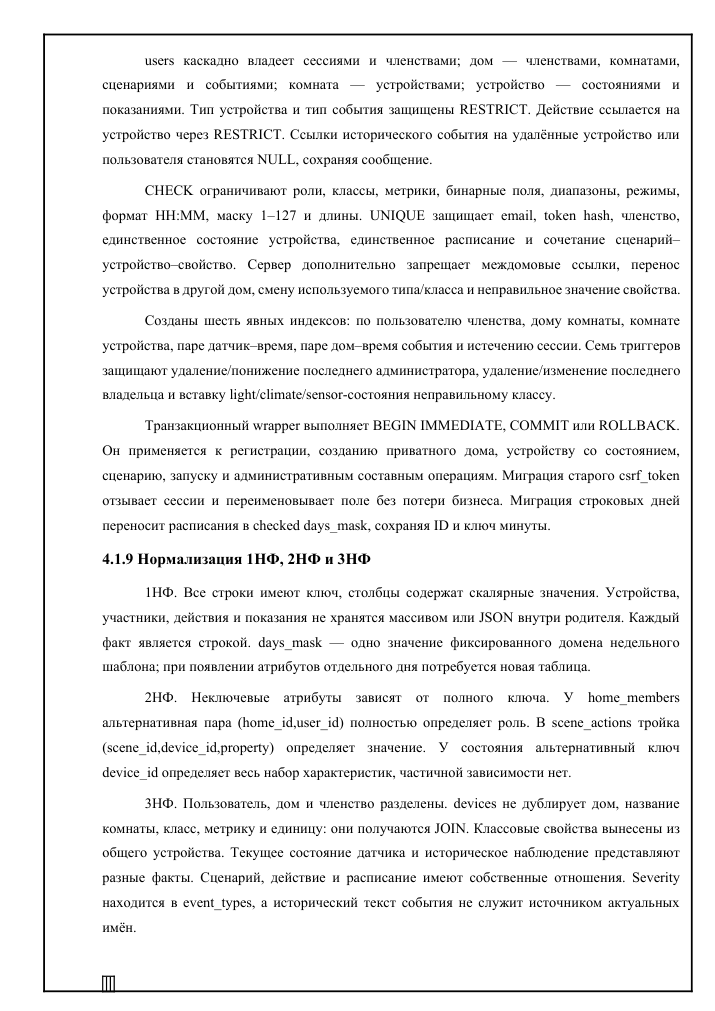 users каскадно владеет сессиями и членствами; дом — членствами, комнатами,
сценариями и событиями; комната — устройствами; устройство — состояниями и
показаниями. Тип устройства и тип события защищены RESTRICT. Действие ссылается на
устройство через RESTRICT. Ссылки исторического события на удалённые устройство или
пользователя становятся NULL, сохраняя сообщение.
CHECK ограничивают роли, классы, метрики, бинарные поля, диапазоны, режимы,
формат HH:MM, маску 1–127 и длины. UNIQUE защищает email, token hash, членство,
единственное состояние устройства, единственное расписание и сочетание сценарий–
устройство–свойство. Сервер дополнительно запрещает междомовые ссылки, перенос
устройства в другой дом, смену используемого типа/класса и неправильное значение свойства.
Созданы шесть явных индексов: по пользователю членства, дому комнаты, комнате
устройства, паре датчик–время, паре дом–время события и истечению сессии. Семь триггеров
защищают удаление/понижение последнего администратора, удаление/изменение последнего
владельца и вставку light/climate/sensor-состояния неправильному классу.
Транзакционный wrapper выполняет BEGIN IMMEDIATE, COMMIT или ROLLBACK.
Он применяется к регистрации, созданию приватного дома, устройству со состоянием,
сценарию, запуску и административным составным операциям. Миграция старого csrf_token
отзывает сессии и переименовывает поле без потери бизнеса. Миграция строковых дней
переносит расписания в checked days_mask, сохраняя ID и ключ минуты.
4.1.9 Нормализация 1НФ, 2НФ и 3НФ
1НФ. Все строки имеют ключ, столбцы содержат скалярные значения. Устройства,
участники, действия и показания не хранятся массивом или JSON внутри родителя. Каждый
факт является строкой. days_mask — одно значение фиксированного домена недельного
шаблона; при появлении атрибутов отдельного дня потребуется новая таблица.
2НФ. Неключевые атрибуты зависят от полного ключа. У home_members
альтернативная пара (home_id,user_id) полностью определяет роль. В scene_actions тройка
(scene_id,device_id,property) определяет значение. У состояния альтернативный ключ
device_id определяет весь набор характеристик, частичной зависимости нет.
3НФ. Пользователь, дом и членство разделены. devices не дублирует дом, название
комнаты, класс, метрику и единицу: они получаются JOIN. Классовые свойства вынесены из
общего устройства. Текущее состояние датчика и историческое наблюдение представляют
разные факты. Сценарий, действие и расписание имеют собственные отношения. Severity
находится в event_types, а исторический текст события не служит источником актуальных
имён.